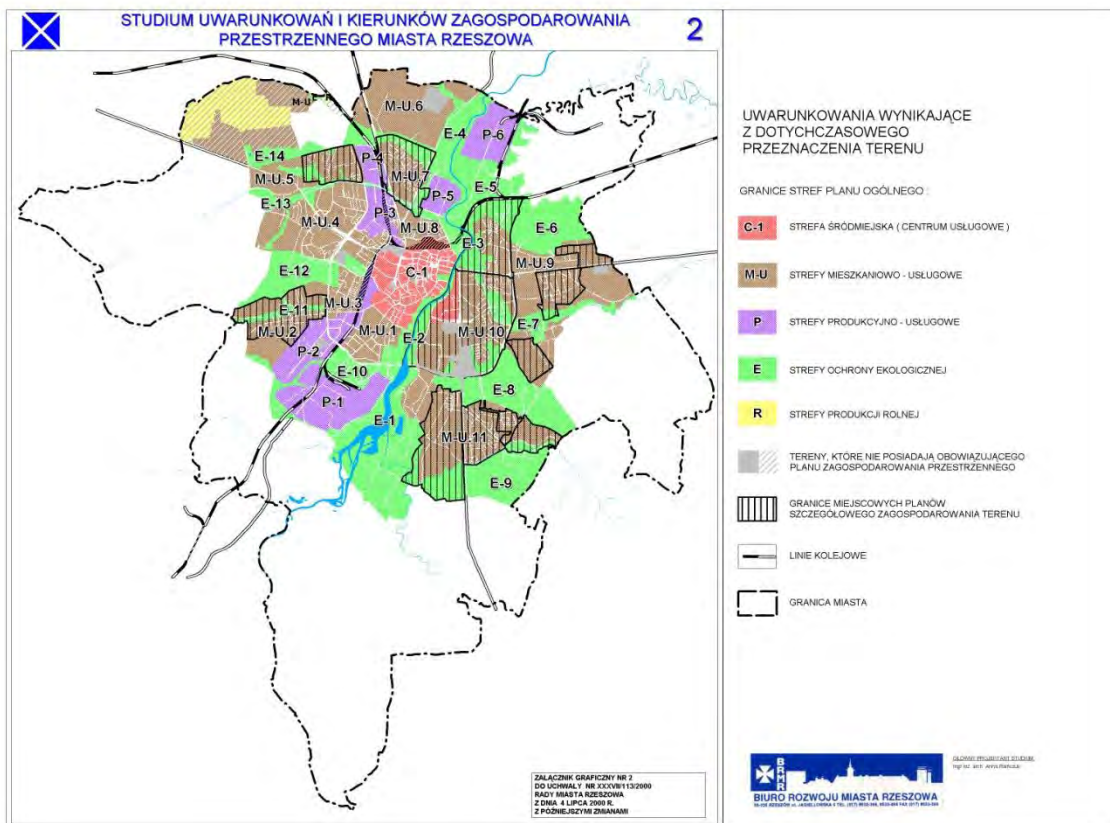 STUDIUM UWARUNKOWAŃ I KIERUNKÓW ZAGOSPODAROWANIA
PRZESTRZENNEGO MIASTA RZESZOWA
2
M-U.6
M-U
E-4
P-6
E-14
P-4
M-U.7
M-U.5
E-5
P-5
E-13
P-3
M-U.4
M-U.8
E-6
E-3
M-U.9
E-12
C-1
E-11
M-U.3
M-U.2
M-U.1
M-U.10
E-7
E-2
P-2
E-10
E-8
P-1
E-1
M-U.11
E-9
ZAŁĄCZNIK GRAFICZNY NR 2
DO UCHWAŁY NR XXXVII/113/2000
RADY MIASTA RZESZOWA
Z DNIA 4 LIPCA 2000 R.
Z PÓŹNIEJSZYMI ZMIANAMI
UWARUNKOWANIA WYNIKAJĄCE
Z DOTYCHCZASOWEGO
PRZEZNACZENIA TERENU
GRANICE STREF PLANU OGÓLNEGO :
C-1 STREFA ŚRÓDMIEJSKA ( CENTRUM USŁUGOWE )
M-U STREFY MIESZKANIOWO - USŁUGOWE
P STREFY PRODUKCYJNO - USŁUGOWE
E STREFY OCHRONY EKOLOGICZNEJ
R STREFY PRODUKCJI ROLNEJ
TERENY, KTÓRE NIE POSIADAJĄ OBOWIĄZUJĄCEGO
PLANU ZAGOSPODAROWANIA PRZESTRZENNEGO
GRANICE MIEJSCOWYCH PLANÓW
SZCZEGÓŁOWEGO ZAGOSPODAROWANIA TERENU
LINIE KOLEJOWE
GRANICA MIASTA
BRMR
BIURO ROZWOJU MIASTA RZESZOWA
GŁÓWNY PROJEKTANT STUDIUM